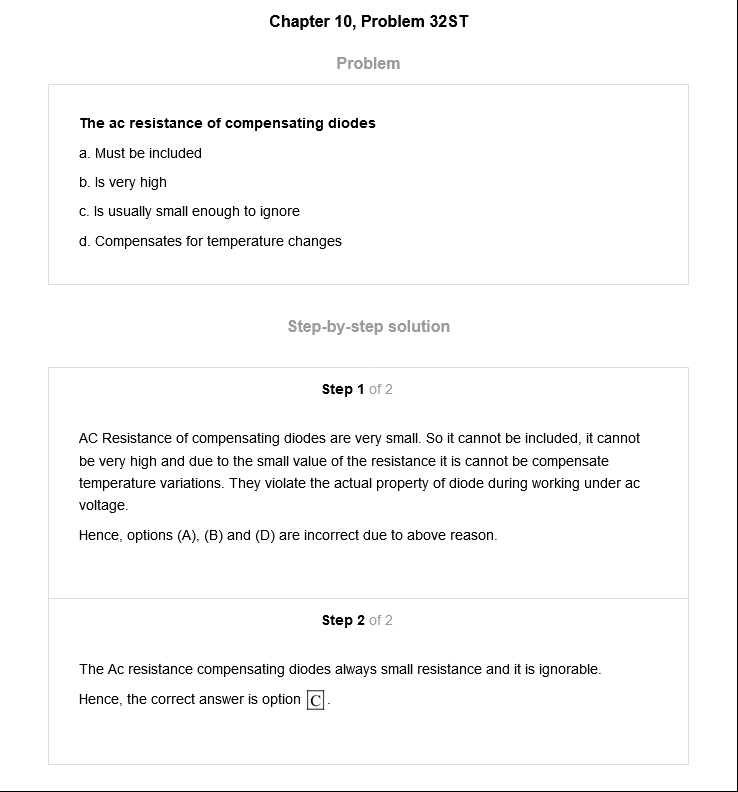 Chapter 10, Problem 32ST
Problem
The ac resistance of compensating diodes
a. Must be included
b. Is very high
c. Is usually small enough to ignore
d. Compensates for temperature changes
Step-by-step solution
Step 1 of 2
AC Resistance of compensating diodes are very small. So it cannot be included, it cannot
be very high and due to the small value of the resistance it is cannot be compensate
temperature variations. They violate the actual property of diode during working under ac
voltage.
Hence, options (A), (B) and (D) are incorrect due to above reason.
Step 2 of 2
The Ac resistance compensating diodes always small resistance and it is ignorable.
Hence, the correct answer is option C.